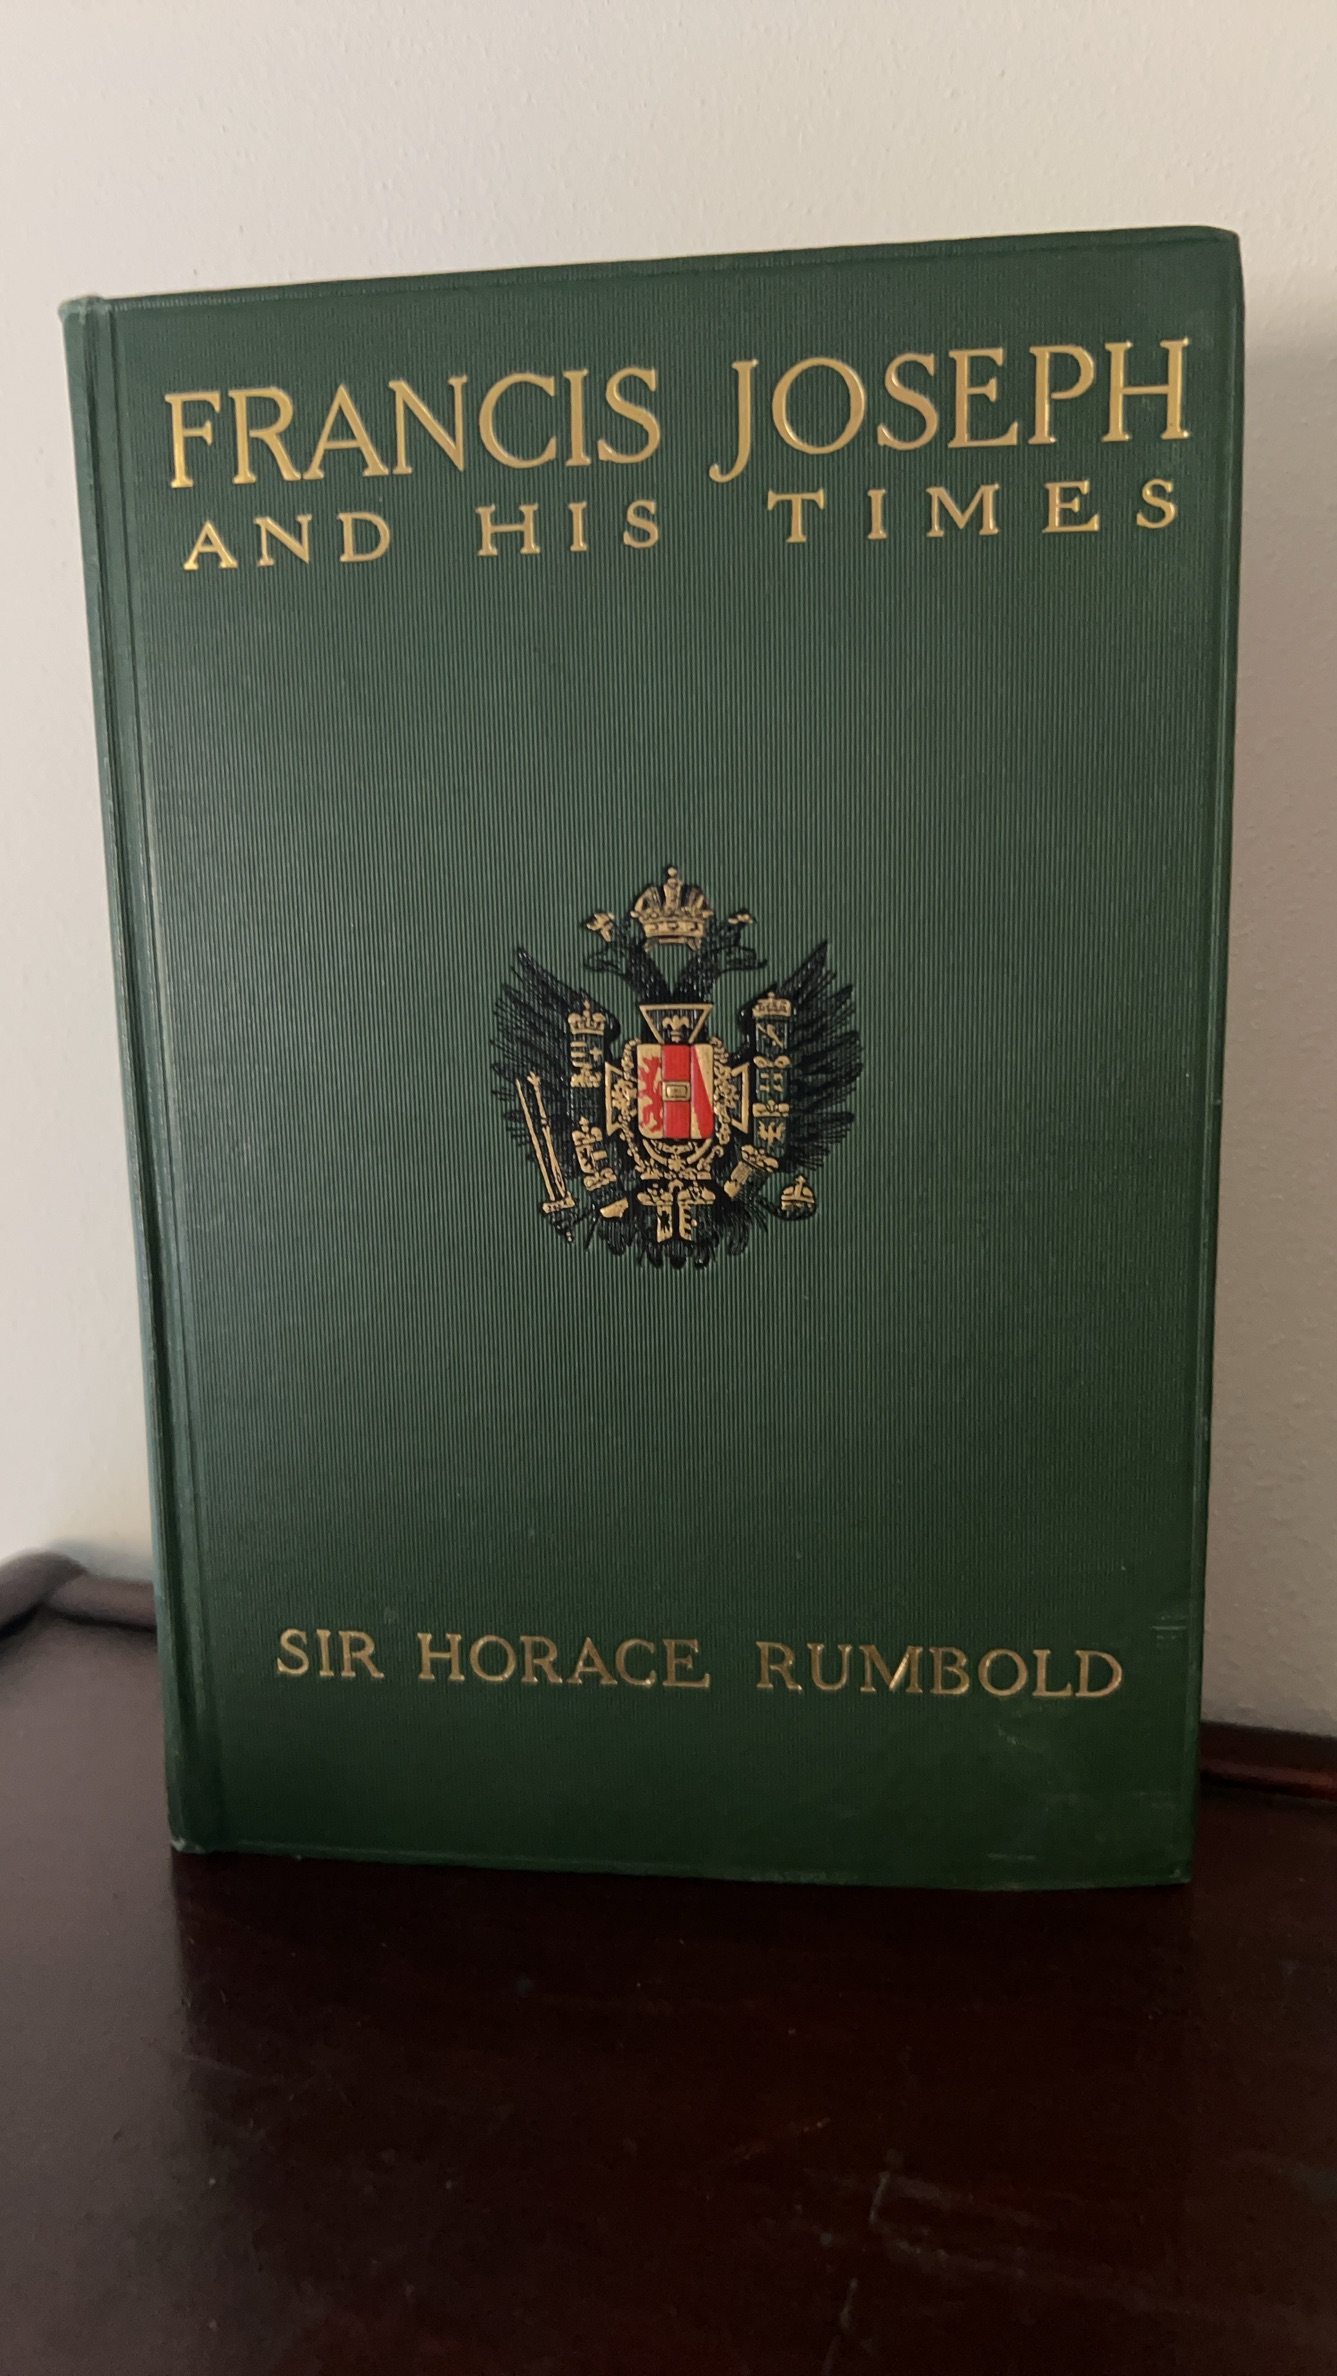 FRANCIS JOSEPH
AND HIS TIMES
SIR HORACE RUMBOLD